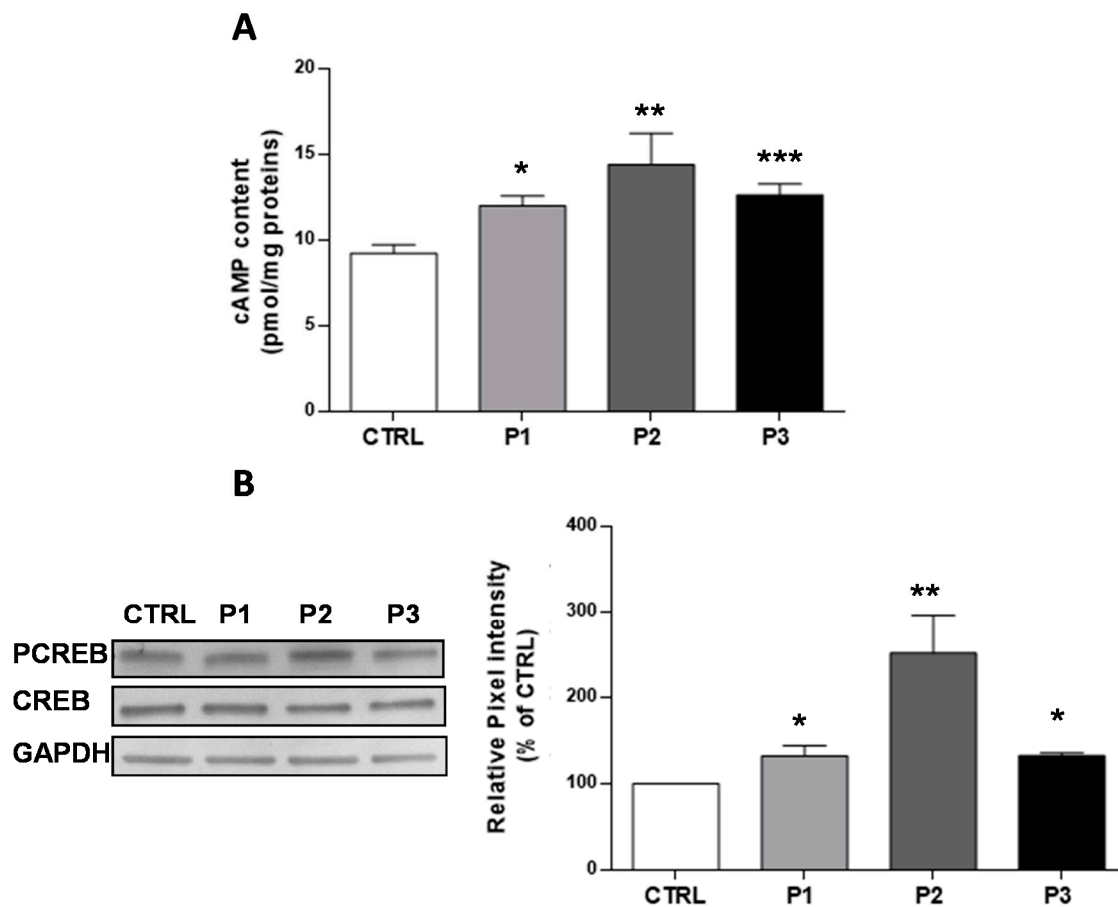 A
cAMP content
(pmol/mg proteins)
20
15
10
5
0
*
**
***
CTRL P1 P2 P3
B
CTRL P1 P2 P3
PCREB
CREB
GAPDH
Relative Pixel Intensity
(% of CTRL)
400
300
200
100
0
*
**
*
CTRL P1 P2 P3